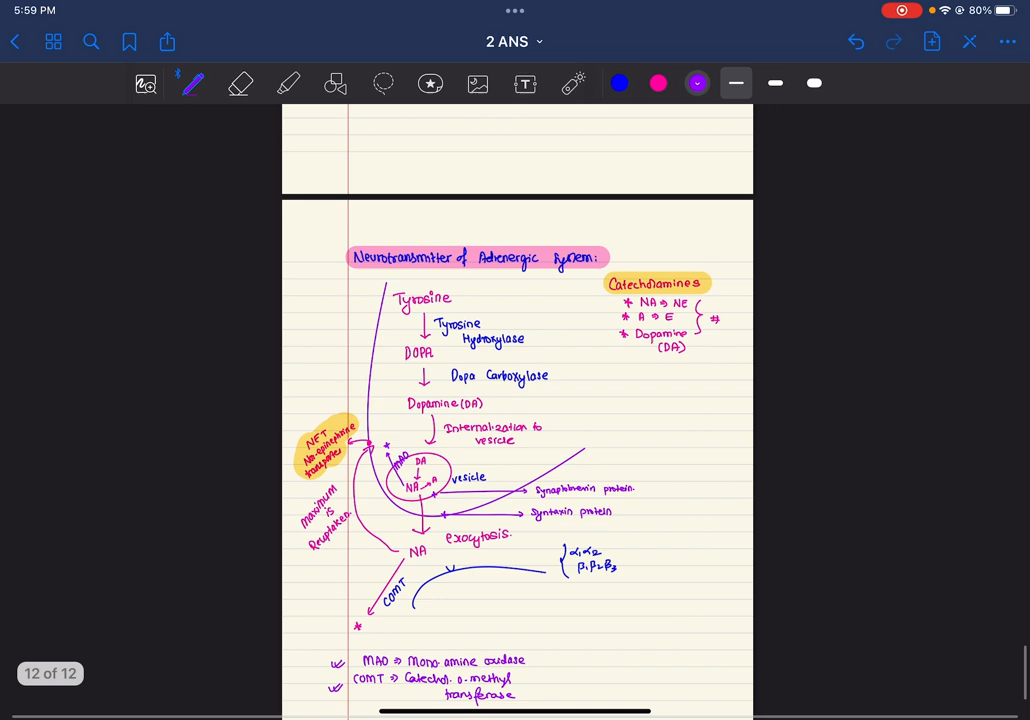 5:59 PM
80%
2 ANS
Neurotransmitter of Adrenergic System:
Catecholamines
* NA ⇒ NE
* A ⇒ E
* Dopamine
(DA)
#
Tyrosine
Tyrosine
Hydroxylase
DOPA
Dopa Carboxylase
Dopamine (DA)
Internalization to
vesicle
NET
Nor-epinephrine
transporter
*
MAO
DA
NA → A
vesicle
Synaptobrevin protein.
Syntaxin protein
maximum
is
Reuptaken.
exocytosis.
NA
α₁ α₂
β₁ β₂ β₃
COMT
*
MAO ⇒ Mono. amine oxidase
COMT ⇒ Catechol. o. methyl
transferase
12 of 12